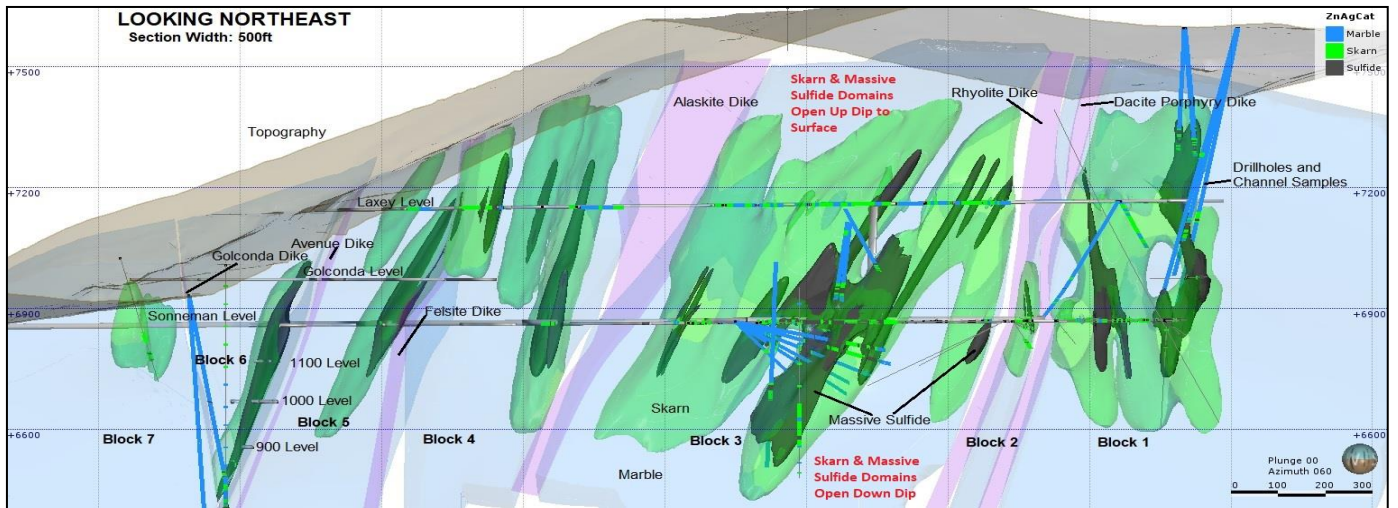 LOOKING NORTHEAST
Section Width: 500ft
ZnAgCat
Marble
Skarn
Sulfide
+7500
+7500
Skarn & Massive
Sulfide Domains
Open Up Dip to
Surface
Alaskite Dike
Rhyolite Dike
Dacite Porphyry Dike
Topography
Drillholes and
Channel Samples
+7200
+7200
Laxey Level
Avenue Dike
Golconda Dike
Golconda Level
+6900
+6900
Sonneman Level
Felsite Dike
Block 6
1100 Level
1000 Level
Block 5
Skarn
Massive Sulfide
+6600
+6600
Block 7
Block 4
Block 3
Block 2
Block 1
900 Level
Marble
Skarn & Massive
Sulfide Domains
Open Down Dip
Plunge 00
Azimuth 060
0 100 200 300